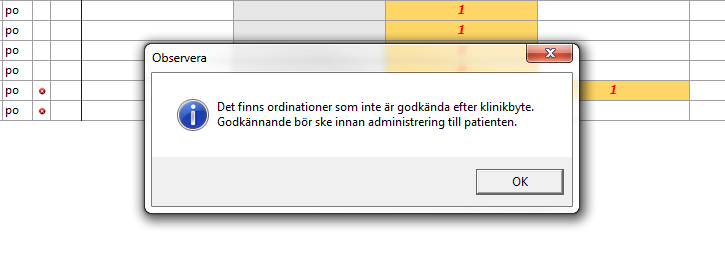 po 1
po 1
po
po
po 1
po
Observera
Det finns ordinationer som inte är godkända efter klinikbyte.
Godkännande bör ske innan administrering till patienten.
OK